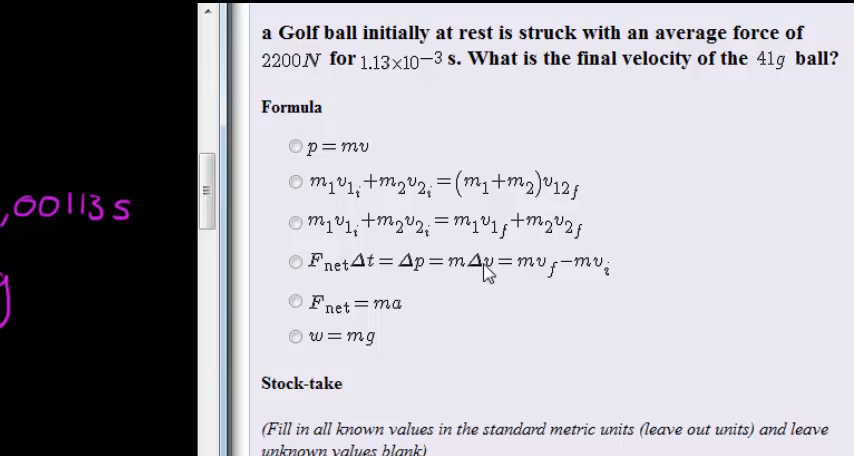 a Golf ball initially at rest is struck with an average force of
2200N for 1.13×10−3 s. What is the final velocity of the 41g ball?
Formula
p = mv
m₁v₁ᵢ+m₂v₂ᵢ=(m₁+m₂)v₁₂f
,00113 s
m₁v₁ᵢ+m₂v₂ᵢ=m₁v₁f+m₂v₂f
FnetΔt = Δp = mΔv = mvf−mvᵢ
g
Fnet = ma
w = mg
Stock-take
(Fill in all known values in the standard metric units (leave out units) and leave
unknown values blank)